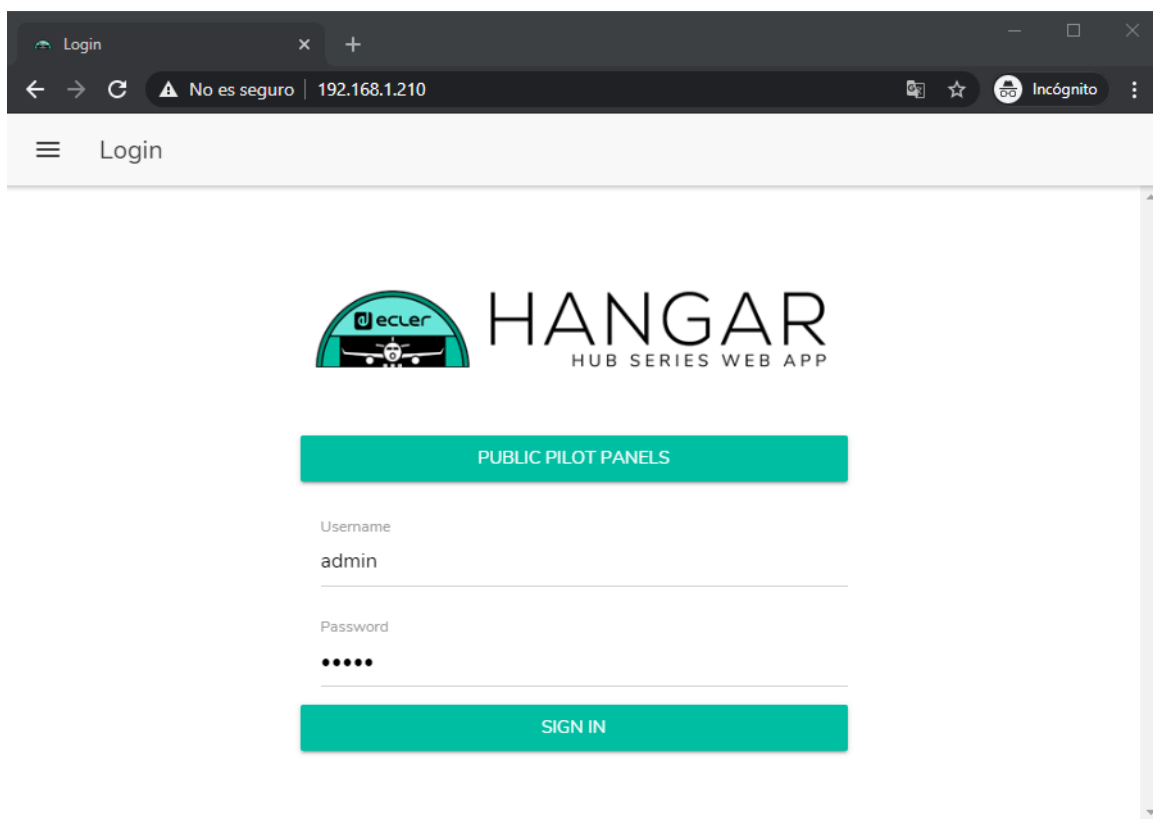 Login
No es seguro | 192.168.1.210
Incógnito
Login
ecler
HANGAR
HUB SERIES WEB APP
PUBLIC PILOT PANELS
Username
admin
Password
•••••
SIGN IN